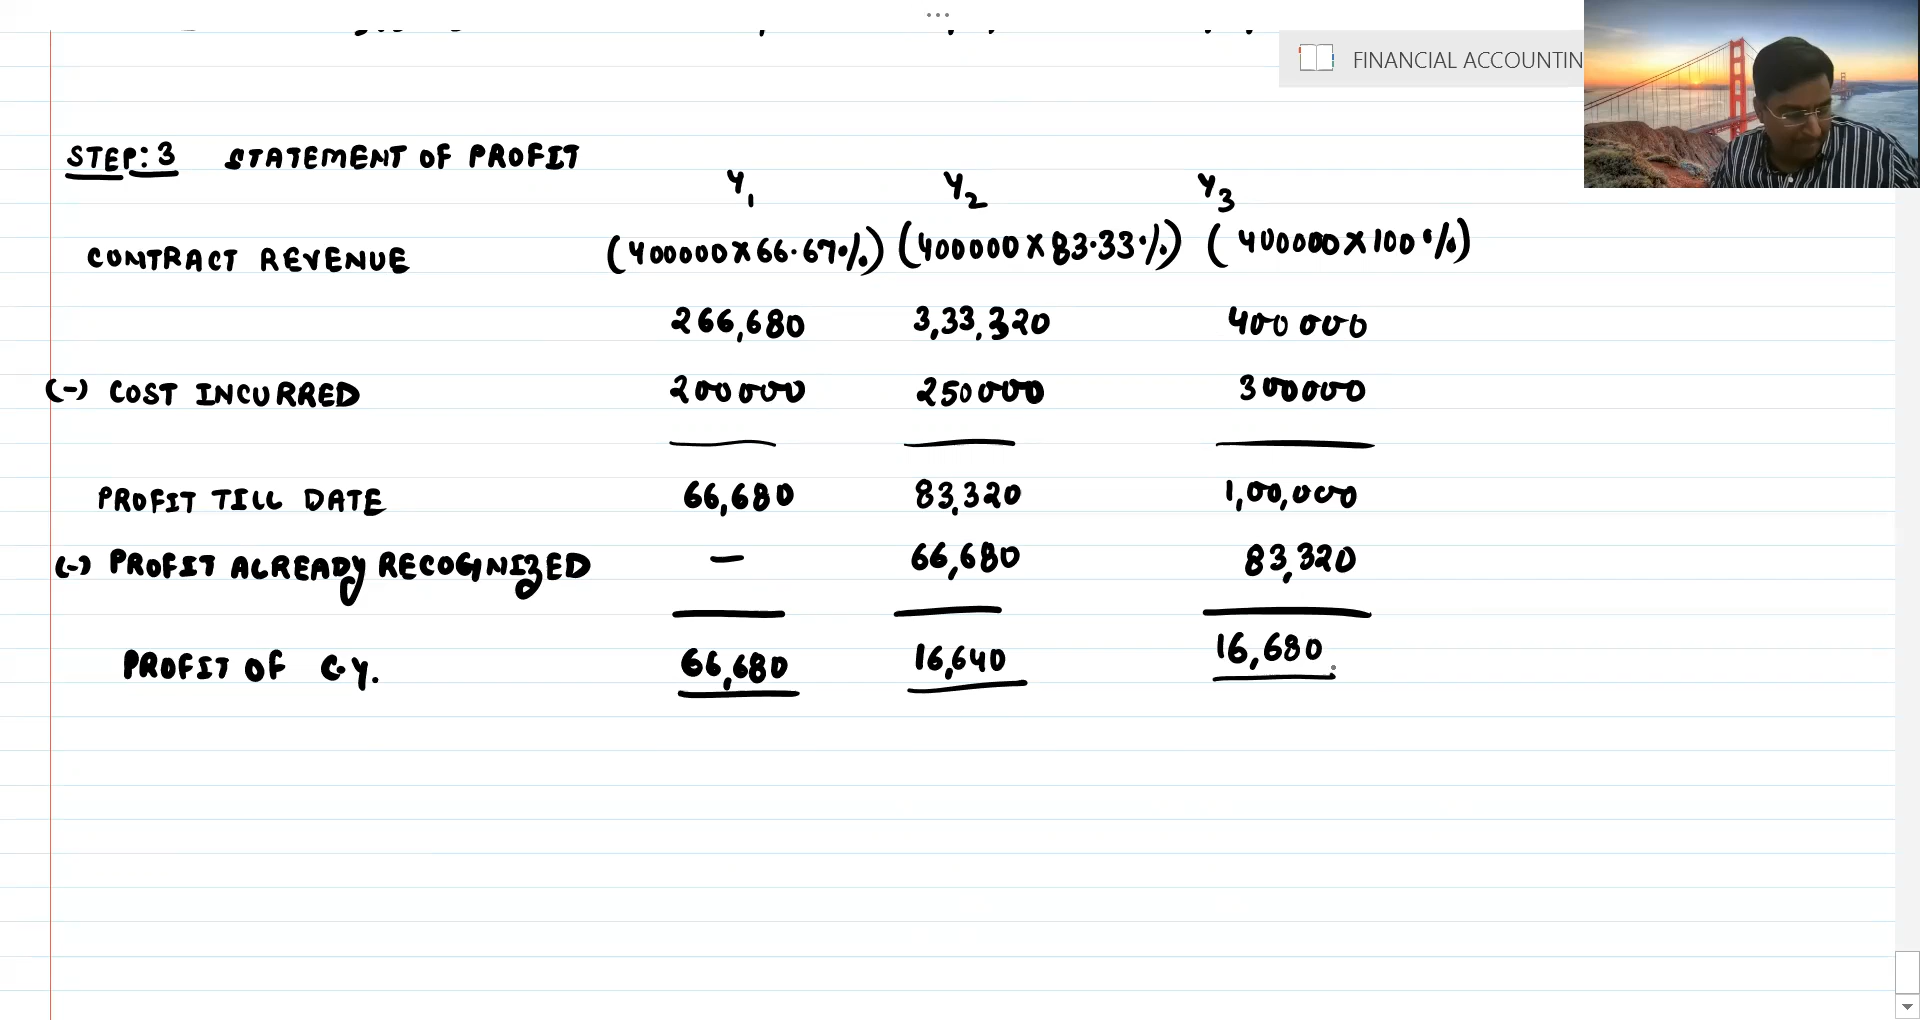 FINANCIAL ACCOUNTIN
STEP: 3 STATEMENT OF PROFIT
Y1 Y2 Y3
CONTRACT REVENUE (400000 X 66.67%) (400000 X 83.33%) (400000 X 100%)
266,680 3,33,320 400000
(-) COST INCURRED 200000 250000 300000
PROFIT TILL DATE 66,680 83,320 1,00,000
(-) PROFIT ALREADY RECOGNIZED — 66,680 83,320
PROFIT OF C.Y. 66,680 16,640 16,680